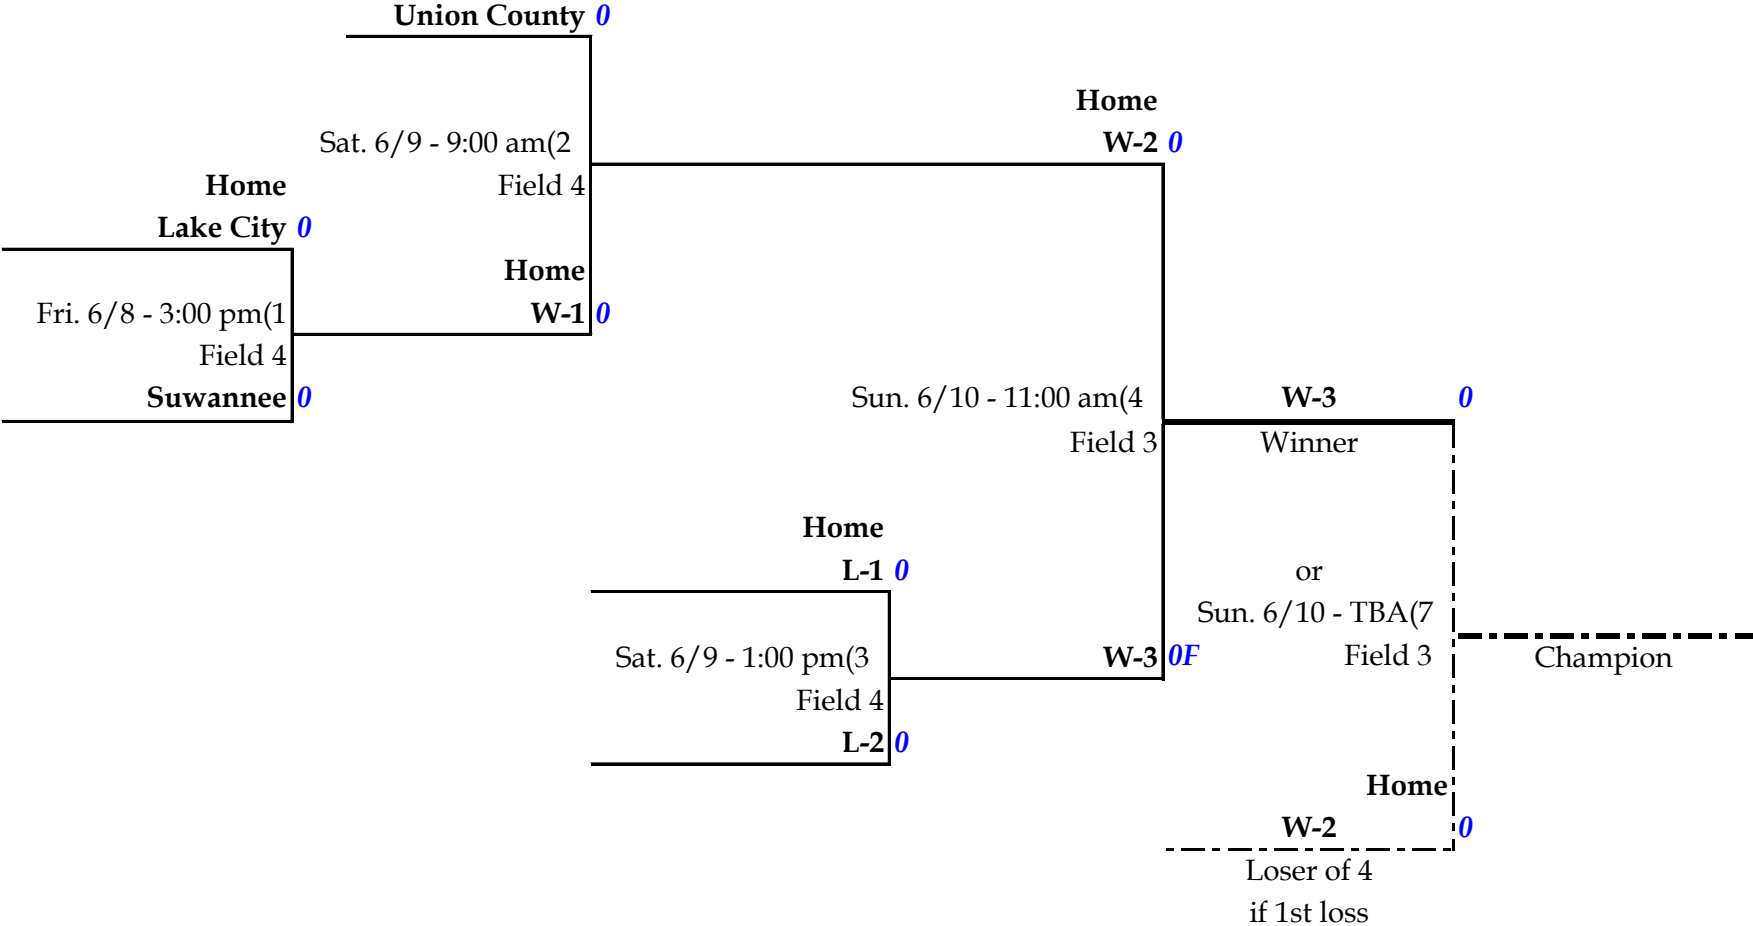 Union County 0
Home
W-2 0
Sat. 6/9 - 9:00 am(2
Field 4
Home
Lake City 0
Home
W-1 0
Fri. 6/8 - 3:00 pm(1
Field 4
Suwannee 0
Sun. 6/10 - 11:00 am(4
Field 3
W-3 0
Winner
Home
L-1 0
or
Sun. 6/10 - TBA(7
Field 3
Sat. 6/9 - 1:00 pm(3
Field 4
W-3 0F
Champion
L-2 0
Home
W-2 0
Loser of 4
if 1st loss